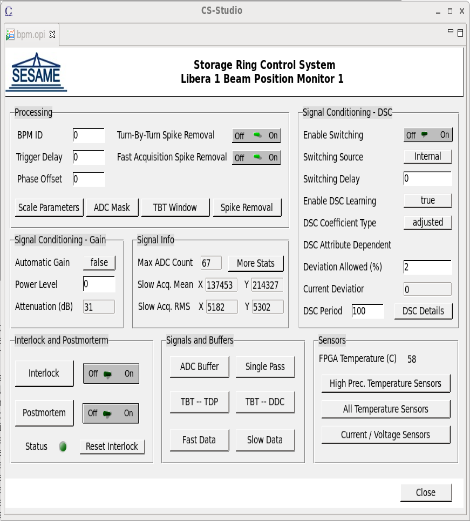 CS-Studio
bpm.opi
SESAME
Storage Ring Control System
Libera 1 Beam Position Monitor 1
Processing
BPM ID 0 Turn-By-Turn Spike Removal Off On
Trigger Delay 0 Fast Acquisition Spike Removal Off On
Phase Offset 0
Scale Parameters ADC Mask TBT Window Spike Removal
Signal Conditioning - DSC
Enable Switching Off On
Switching Source Internal
Switching Delay 0
Enable DSC Learning true
DSC Coefficient Type adjusted
DSC Attribute Dependent
Deviation Allowed (%) 2
Current Deviatior 0
DSC Period 100 DSC Details
Signal Conditioning - Gain
Automatic Gain false
Power Level 0
Attenuation (dB) 31
Signal Info
Max ADC Count 67 More Stats
Slow Acq. Mean X 137453 Y 214327
Slow Acq. RMS X 5182 Y 5302
Interlock and Postmorterm
Interlock Off On
Postmortem Off On
Status Reset Interlock
Signals and Buffers
ADC Buffer Single Pass
TBT -- TDP TBT -- DDC
Fast Data Slow Data
Sensors
FPGA Temperature (C) 58
High Prec. Temperature Sensors
All Temperature Sensors
Current / Voltage Sensors
Close